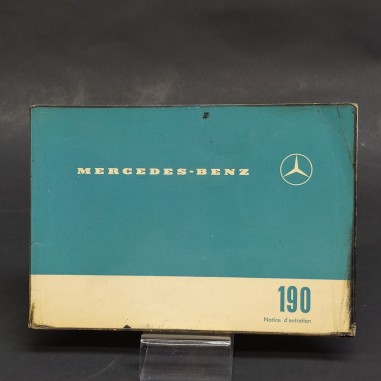 MERCEDES-BENZ
190
Notice d'entretien